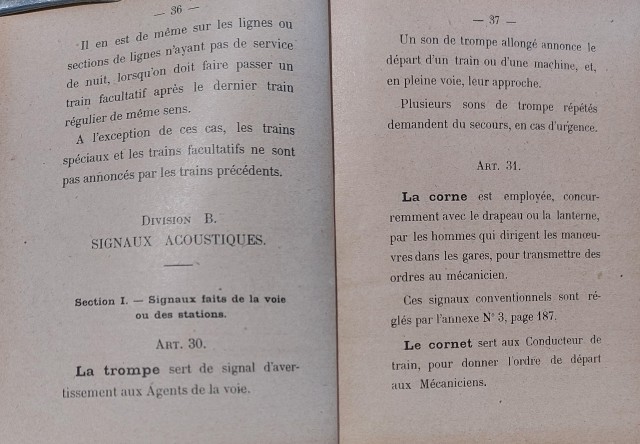 — 36 —
Il en est de même sur les lignes ou
sections de lignes n'ayant pas de service
de nuit, lorsqu'on doit faire passer un
train facultatif après le dernier train
régulier de même sens.
A l'exception de ces cas, les trains
spéciaux et les trains facultatifs ne sont
pas annoncés par les trains précédents.
DIVISION B.
SIGNAUX ACOUSTIQUES.
Section I. — Signaux faits de la voie
ou des stations.
ART. 30.
La trompe sert de signal d'aver-
tissement aux Agents de la voie.
— 37 —
Un son de trompe allongé annonce le
départ d'un train ou d'une machine, et,
en pleine voie, leur approche.
Plusieurs sons de trompe répétés
demandent du secours, en cas d'urgence.
ART. 31.
La corne est employée, concur-
remment avec le drapeau ou la lanterne,
par les hommes qui dirigent les manœu-
vres dans les gares, pour transmettre des
ordres au mécanicien.
Ces signaux conventionnels sont ré-
glés par l'annexe N° 3, page 187.
Le cornet sert aux Conducteur de
train, pour donner l'ordre de départ
aux Mécaniciens.